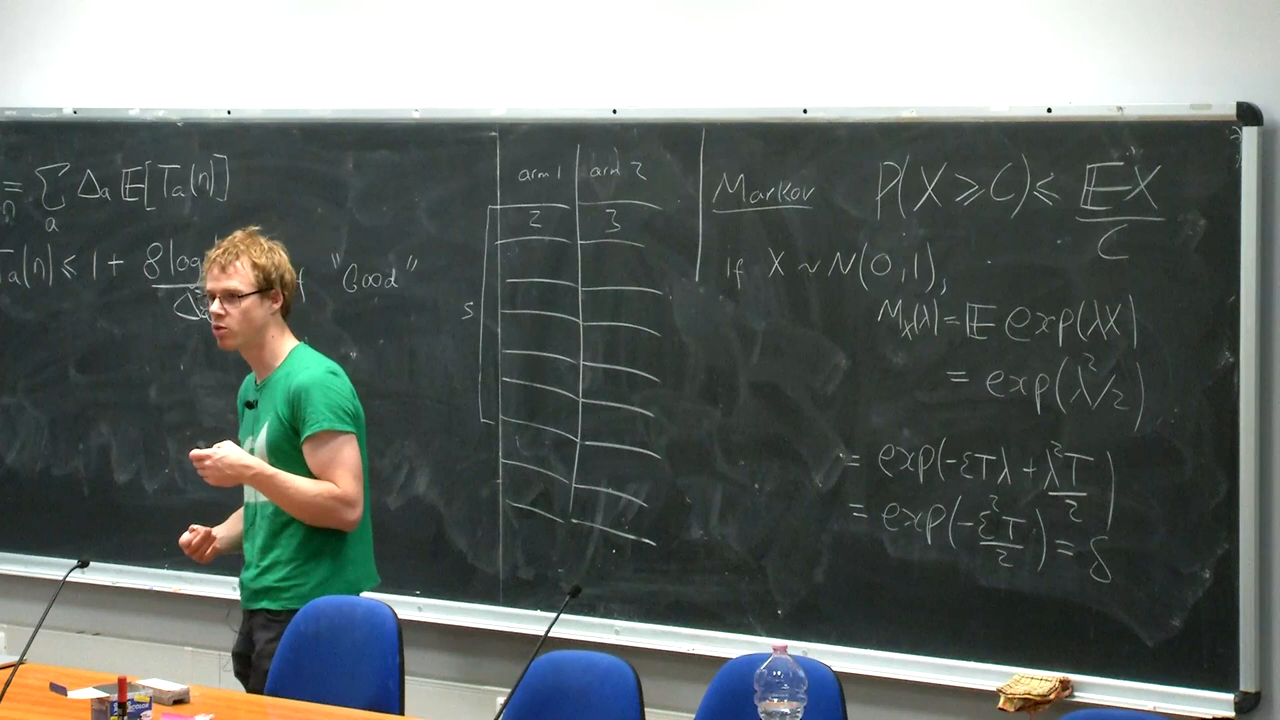 = Σ Δa 𝔼[Ta(n)]
n a
Ta(n) ≤ 1 + 8 log
Δ
"Good"
arm 1 arm 2
2 3
s
Markov P(X ⩾ C) ≤ 𝔼X / C
if X ~ N(0,1),
Mx(λ) = 𝔼 exp(λX)
= exp(λ²/2)
= exp(-ετλ + λ²T/2)
= exp(-ε²T/2) = δ